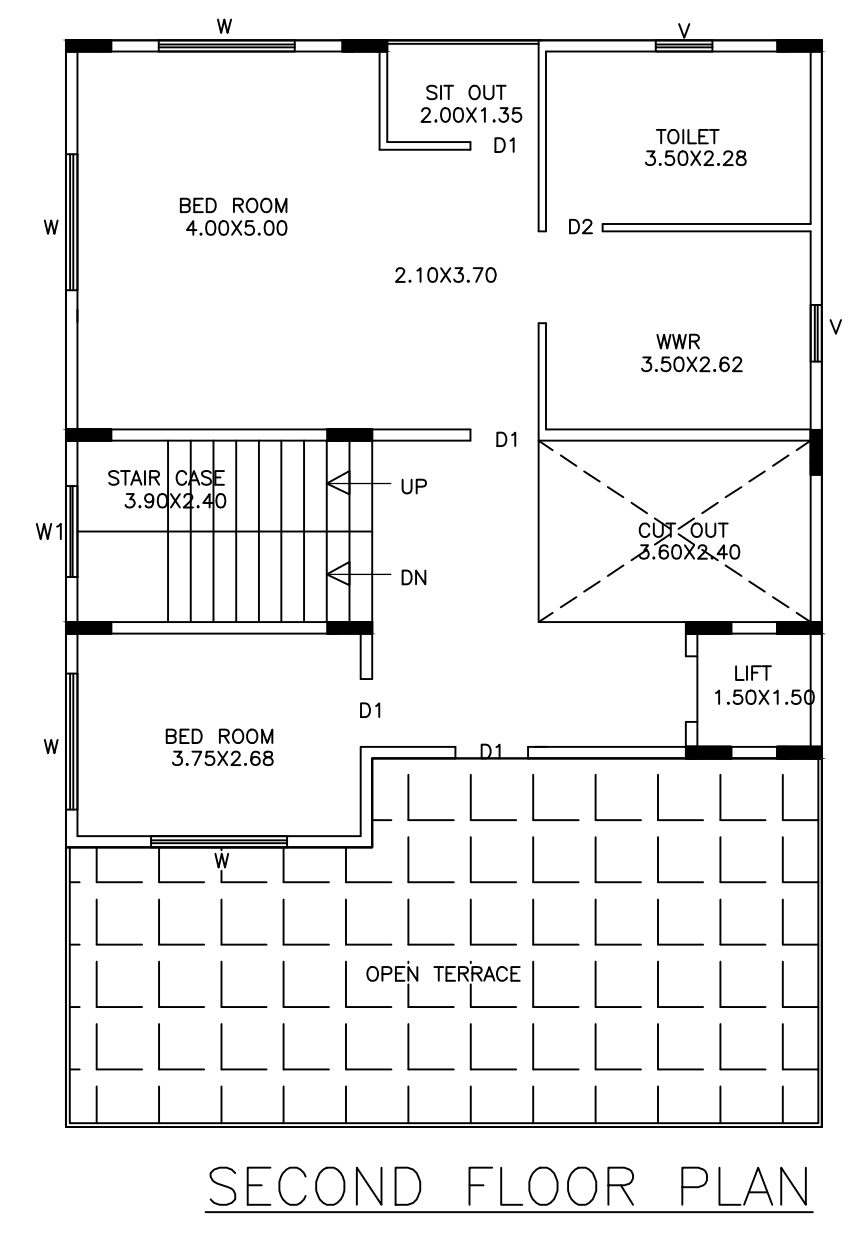 W
V
SIT OUT
2.00X1.35
D1
TOILET
3.50X2.28
BED ROOM
4.00X5.00
W
D2
2.10X3.70
V
WWR
3.50X2.62
D1
STAIR CASE
3.90X2.40
UP
W1
CUT OUT
3.60X2.40
DN
LIFT
1.50X1.50
D1
BED ROOM
3.75X2.68
W
D1
W
OPEN TERRACE
SECOND FLOOR PLAN